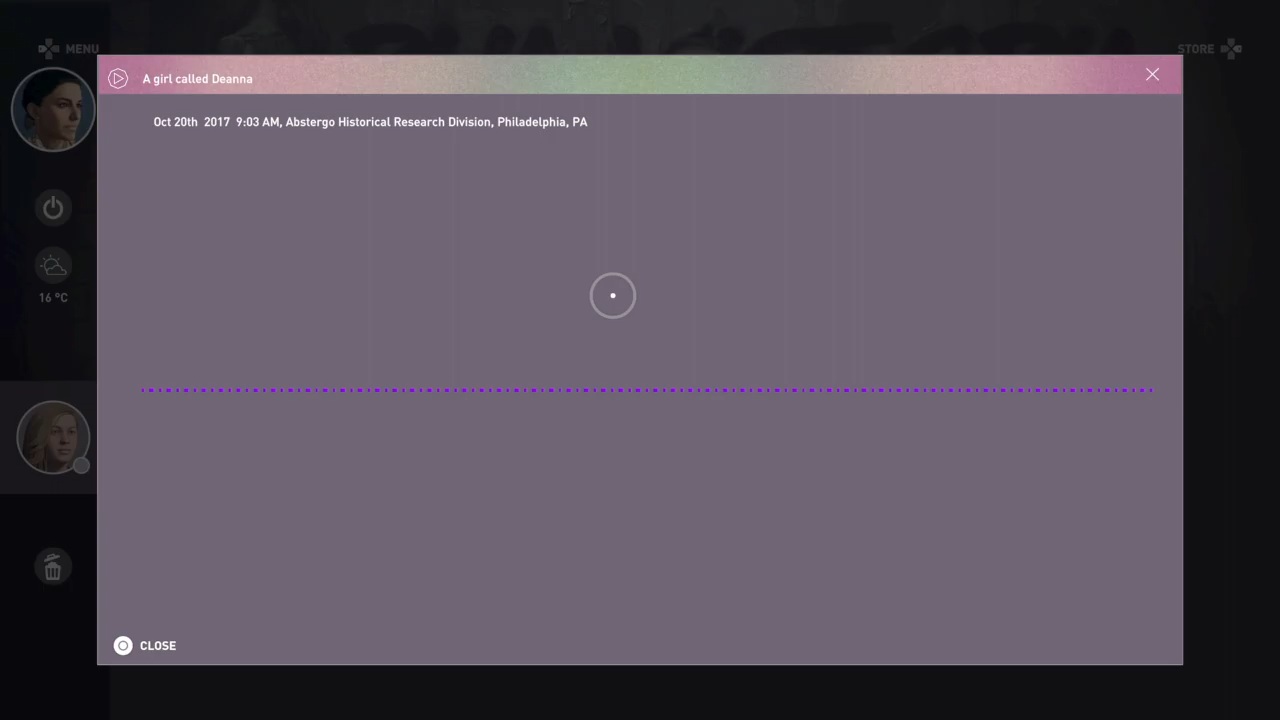 MENU
STORE
A girl called Deanna
Oct 20th 2017 9:03 AM, Abstergo Historical Research Division, Philadelphia, PA
16 °C
CLOSE